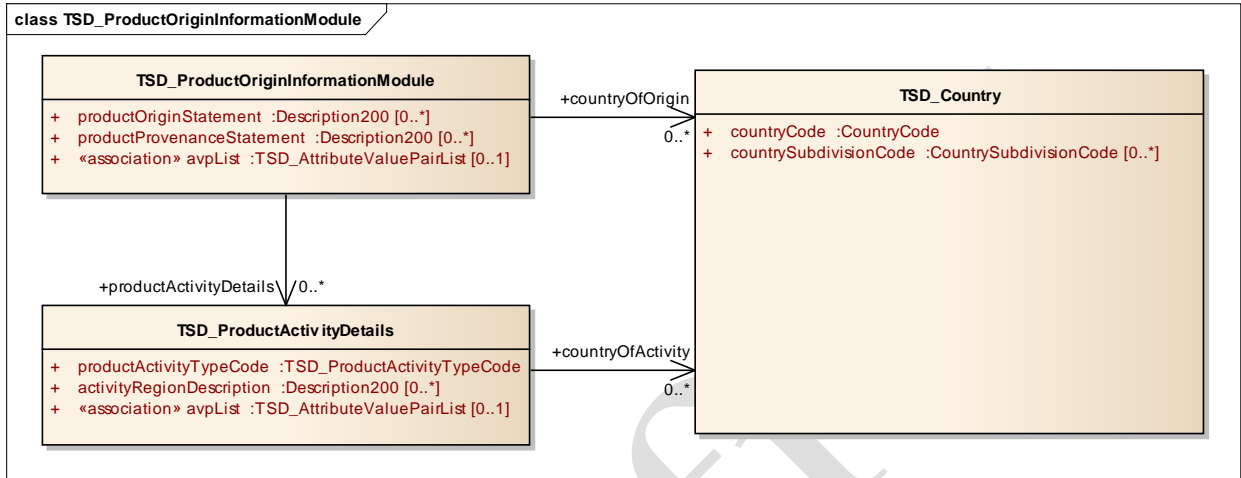 class TSD_ProductOriginInformationModule
TSD_ProductOriginInformationModule
+ productOriginStatement :Description200 [0..*]
+ productProvenanceStatement :Description200 [0..*]
+ «association» avpList :TSD_AttributeValuePairList [0..1]
+countryOfOrigin
0..*
TSD_Country
+ countryCode :CountryCode
+ countrySubdivisionCode :CountrySubdivisionCode [0..*]
+productActivityDetails 0..*
TSD_ProductActivityDetails
+ productActivityTypeCode :TSD_ProductActivityTypeCode
+ activityRegionDescription :Description200 [0..*]
+ «association» avpList :TSD_AttributeValuePairList [0..1]
+countryOfActivity
0..*